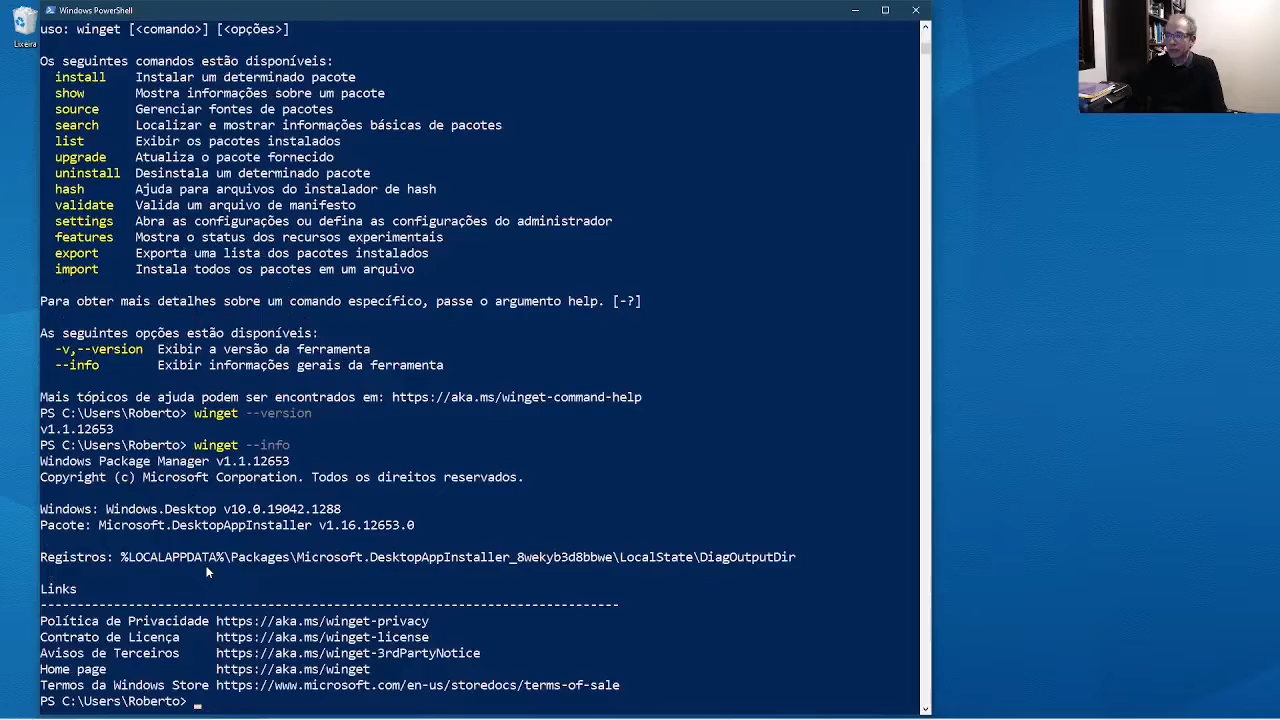 Lixeira
Windows PowerShell
uso: winget [<comando>] [<opções>]
Os seguintes comandos estão disponíveis:
install Instalar um determinado pacote
show Mostra informações sobre um pacote
source Gerenciar fontes de pacotes
search Localizar e mostrar informações básicas de pacotes
list Exibir os pacotes instalados
upgrade Atualiza o pacote fornecido
uninstall Desinstala um determinado pacote
hash Ajuda para arquivos do instalador de hash
validate Valida um arquivo de manifesto
settings Abra as configurações ou defina as configurações do administrador
features Mostra o status dos recursos experimentais
export Exporta uma lista dos pacotes instalados
import Instala todos os pacotes em um arquivo
Para obter mais detalhes sobre um comando específico, passe o argumento help. [-?]
As seguintes opções estão disponíveis:
-v,--version Exibir a versão da ferramenta
--info Exibir informações gerais da ferramenta
Mais tópicos de ajuda podem ser encontrados em: https://aka.ms/winget-command-help
PS C:\Users\Roberto> winget --version
v1.1.12653
PS C:\Users\Roberto> winget --info
Windows Package Manager v1.1.12653
Copyright (c) Microsoft Corporation. Todos os direitos reservados.
Windows: Windows.Desktop v10.0.19042.1288
Pacote: Microsoft.DesktopAppInstaller v1.16.12653.0
Registros: %LOCALAPPDATA%\Packages\Microsoft.DesktopAppInstaller_8wekyb3d8bbwe\LocalState\DiagOutputDir
Links
-------------------------------------------------------------------------------
Política de Privacidade https://aka.ms/winget-privacy
Contrato de Licença https://aka.ms/winget-license
Avisos de Terceiros https://aka.ms/winget-3rdPartyNotice
Home page https://aka.ms/winget
Termos da Windows Store https://www.microsoft.com/en-us/storedocs/terms-of-sale
PS C:\Users\Roberto>